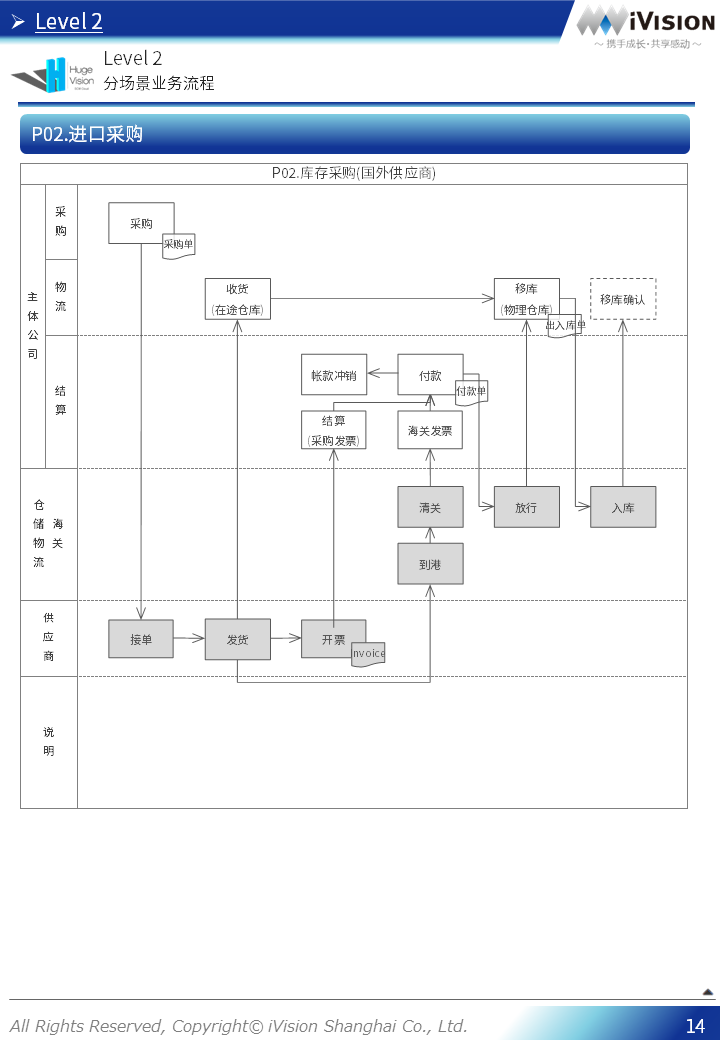 Level 2
iVISION
～ 携手成长·共享感动 ～
Huge
Vision
Level 2
分场景业务流程
P02.进口采购
P02.库存采购(国外供应商)
主体公司
采购
采购
采购单
物流
收货
(在途仓库)
移库
(物理仓库)
出入库单
移库确认
结算
帐款冲销
付款
付款单
结算
(采购发票)
海关发票
仓储物流
海关
清关
放行
入库
到港
供应商
接单
发货
开票
nvoice
说明
All Rights Reserved, Copyright© iVision Shanghai Co., Ltd.
14